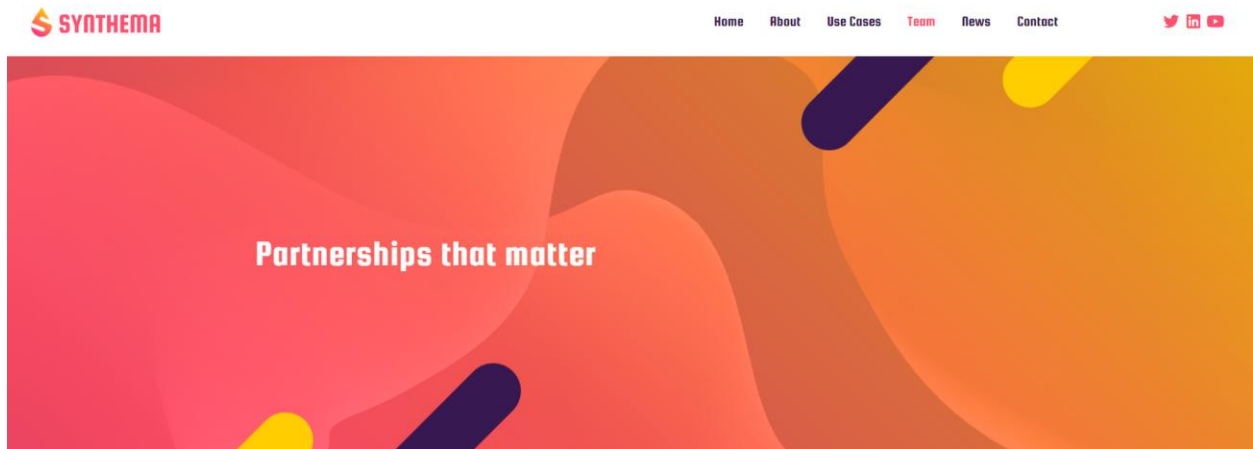 SYNTHEMA
Home About Use Cases Team News Contact
Partnerships that matter